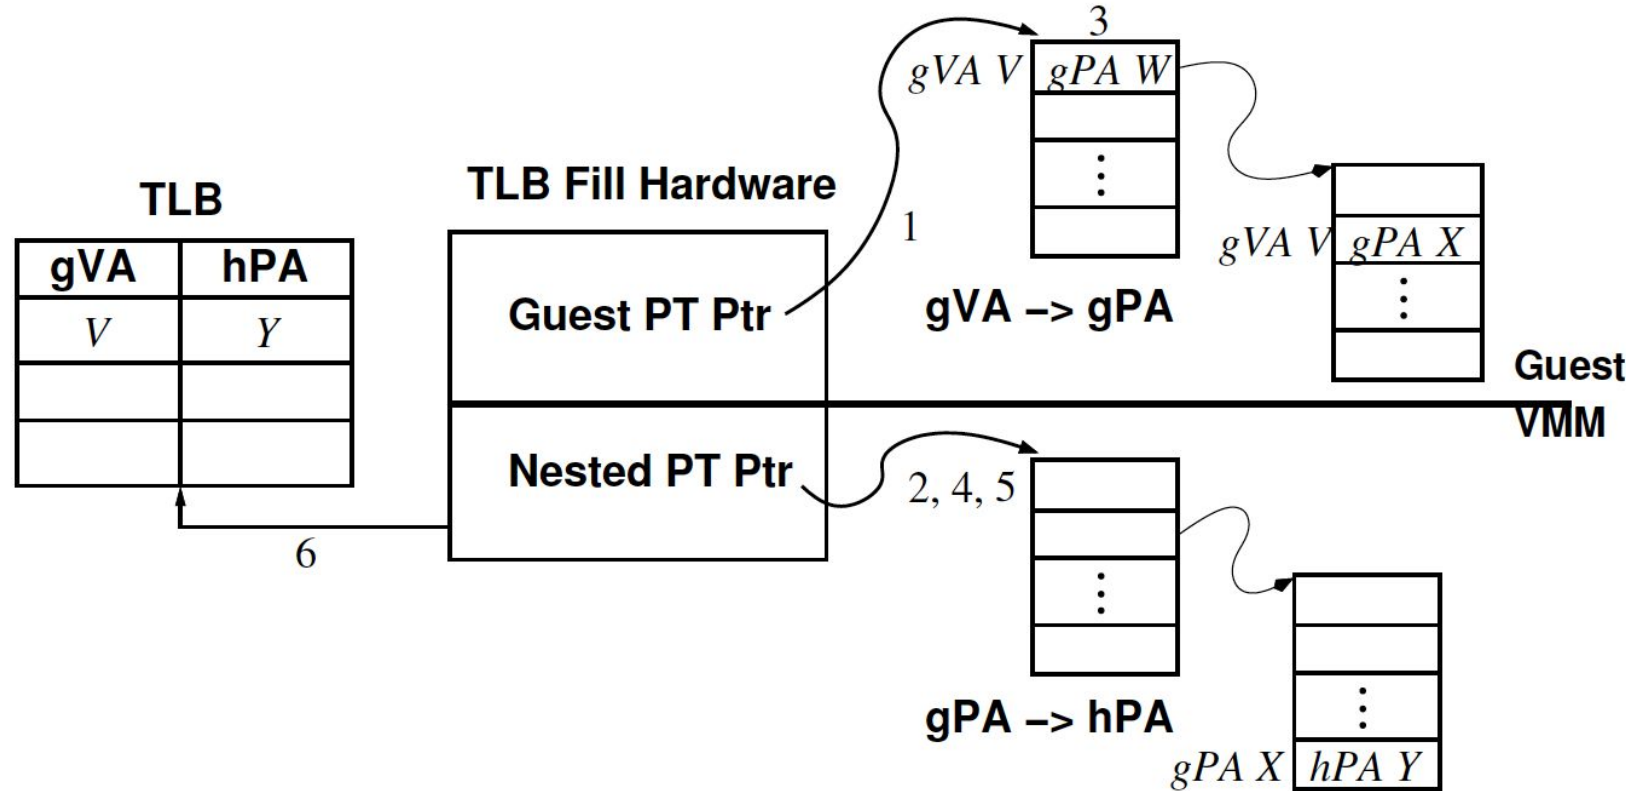 TLB
gVA hPA
V Y
6
TLB Fill Hardware
Guest PT Ptr
Nested PT Ptr
1
3
gVA V gPA W
gVA V gPA X
gVA –> gPA
Guest
VMM
2, 4, 5
gPA –> hPA
gPA X hPA Y